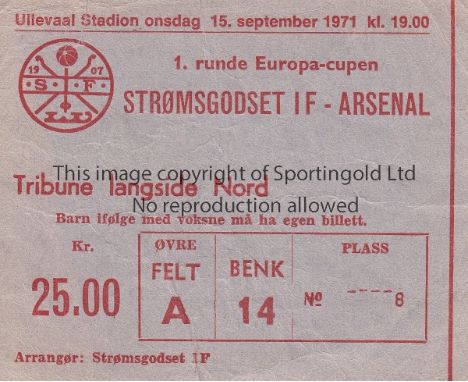 Ullevaal Stadion onsdag 15. september 1971 kl. 19.00
1907
S F
1. runde Europa-cupen
STRØMSGODSET IF - ARSENAL
This image copyright of Sportingold Ltd
Tribune langside Nord
No reproduction allowed
Barn ifølge med voksne må ha egen billett.
Kr.
25.00
ØVRE
FELT
A
BENK
14
PLASS
№ ---- 8
Arrangør: Strømsgodset IF